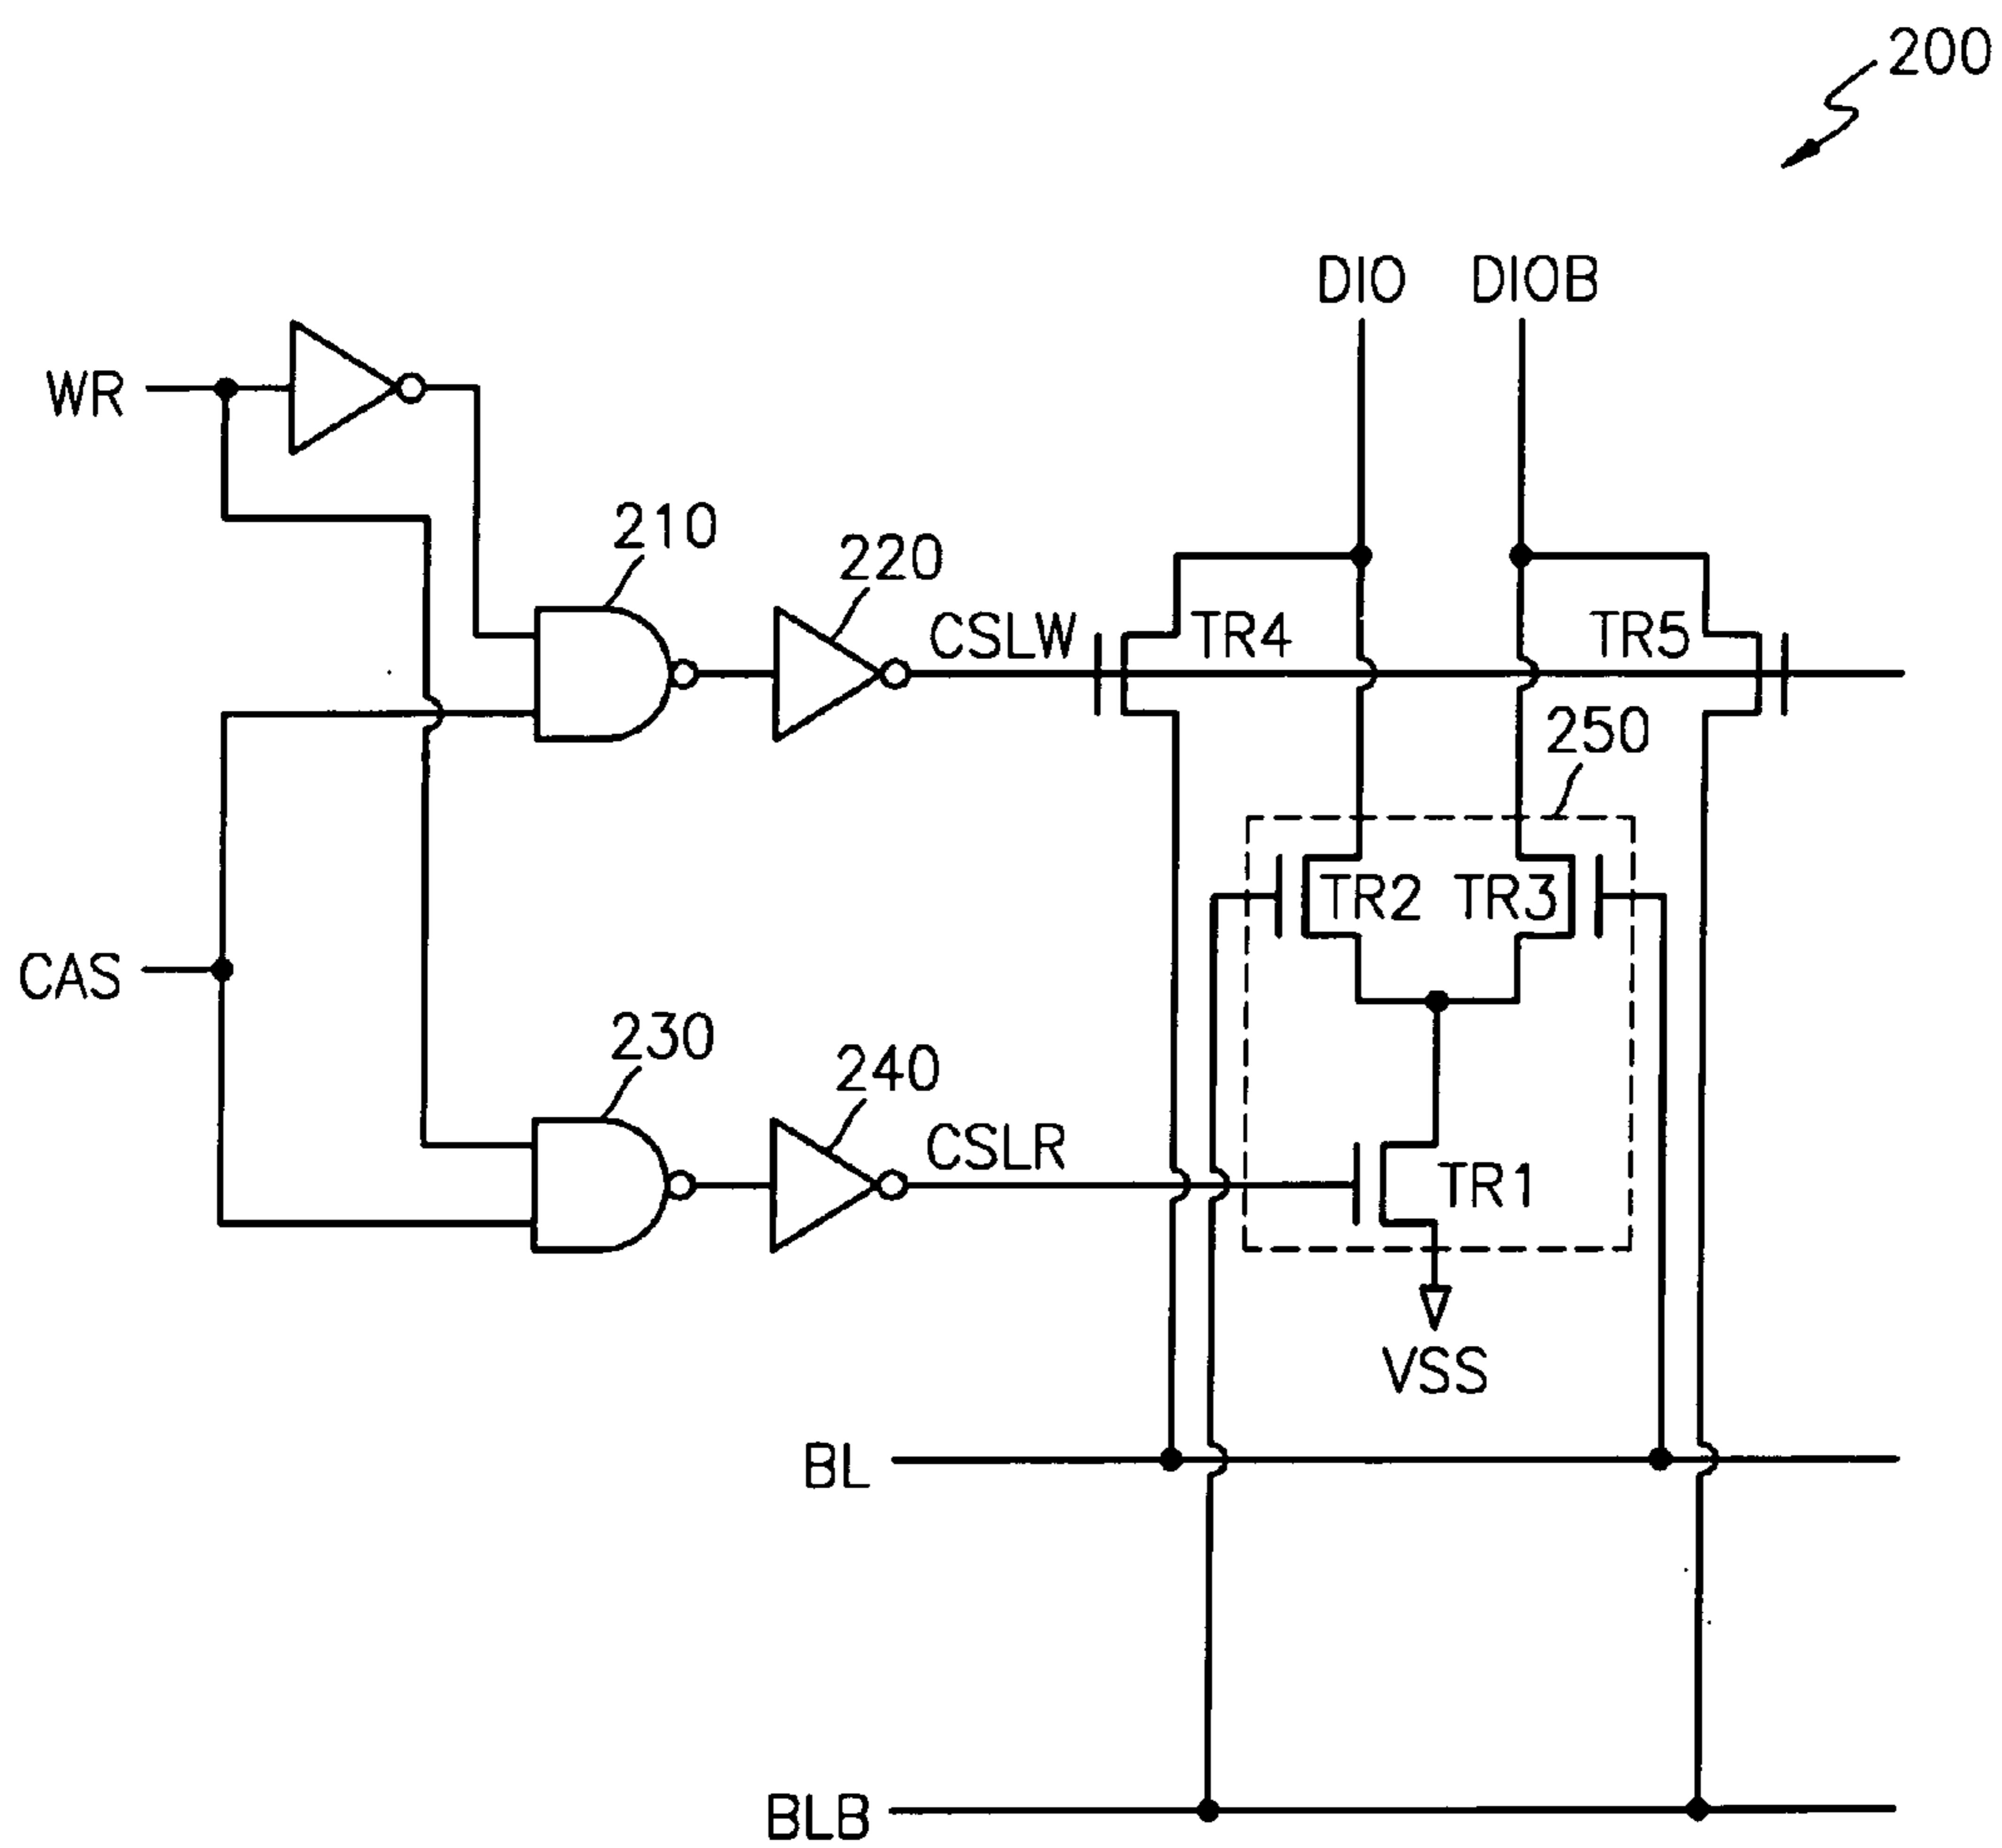 200
DIO DIOB
WR
210
220
CSLW TR4 TR5
250
TR2 TR3
CAS
230
240
CSLR TR1
VSS
BL
BLB